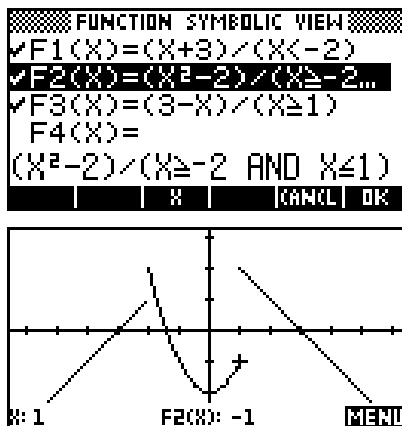 FUNCTION SYMBOLIC VIEW
✔F1(X)=(X+3)/(X<-2)
✔F2(X)=(X²-2)/(X≥-2…
✔F3(X)=(3-X)/(X≥1)
F4(X)=
(X²-2)/(X≥-2 AND X≤1)
X CANCL OK
X: 1 F2(X): -1 MENU